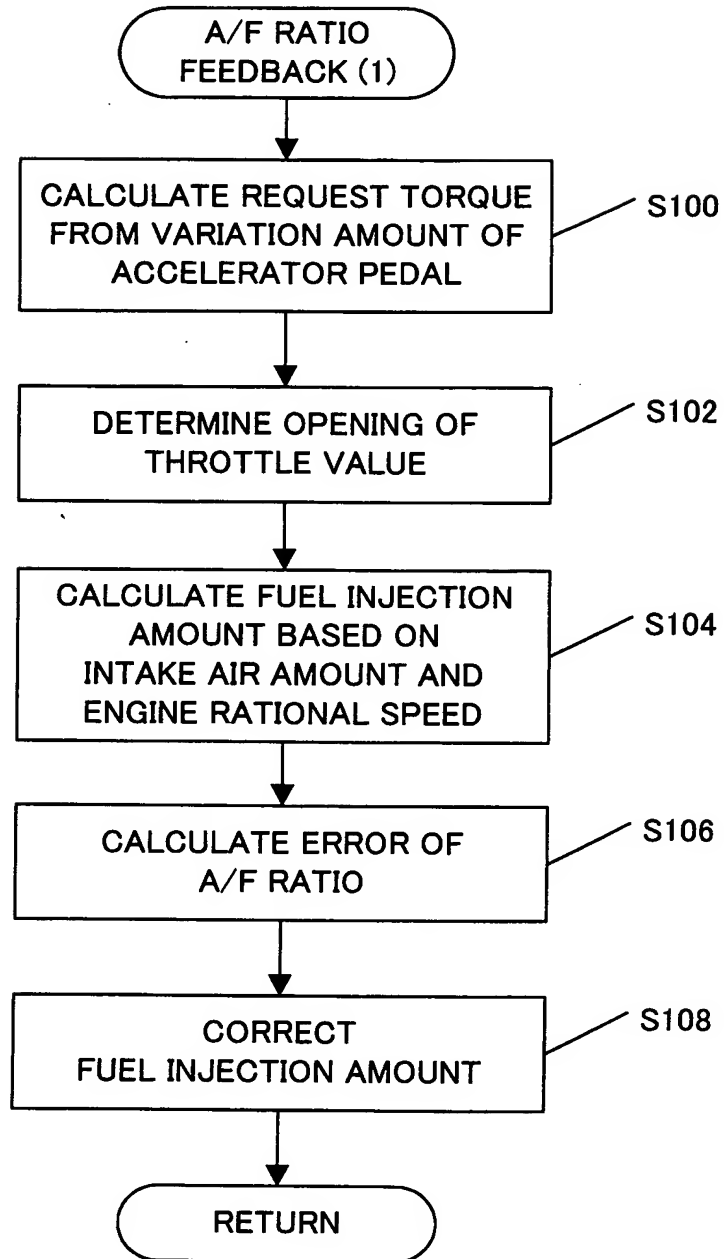 A/F RATIO
FEEDBACK (1)
CALCULATE REQUEST TORQUE
FROM VARIATION AMOUNT OF
ACCELERATOR PEDAL
S100
DETERMINE OPENING OF
THROTTLE VALUE
S102
CALCULATE FUEL INJECTION
AMOUNT BASED ON
INTAKE AIR AMOUNT AND
ENGINE RATIONAL SPEED
S104
CALCULATE ERROR OF
A/F RATIO
S106
CORRECT
FUEL INJECTION AMOUNT
S108
RETURN